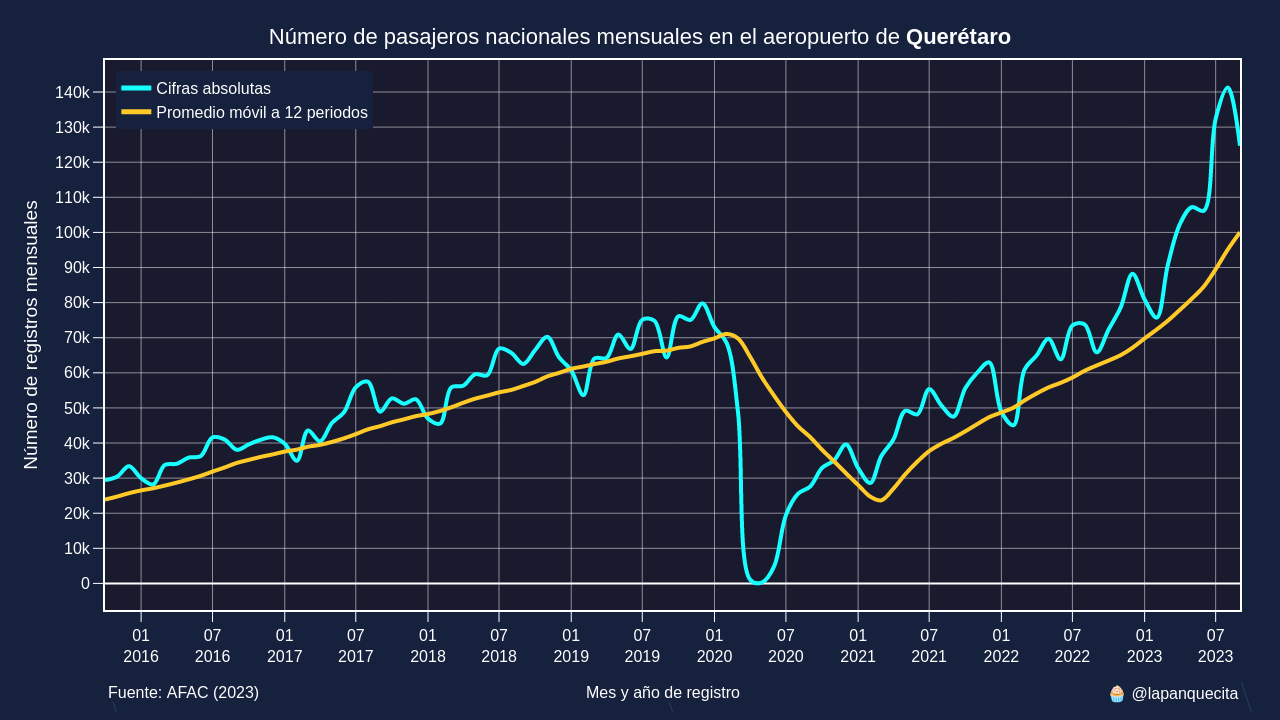 Número de pasajeros nacionales mensuales en el aeropuerto de Querétaro
Cifras absolutas
Promedio móvil a 12 periodos
Número de registros mensuales
140k
130k
120k
110k
100k
90k
80k
70k
60k
50k
40k
30k
20k
10k
0
01 07 01 07 01 07 01 07 01 07 01 07 01 07 01 07
2016 2016 2017 2017 2018 2018 2019 2019 2020 2020 2021 2021 2022 2022 2023 2023
Fuente: AFAC (2023)
Mes y año de registro
🧁 @lapanquecita